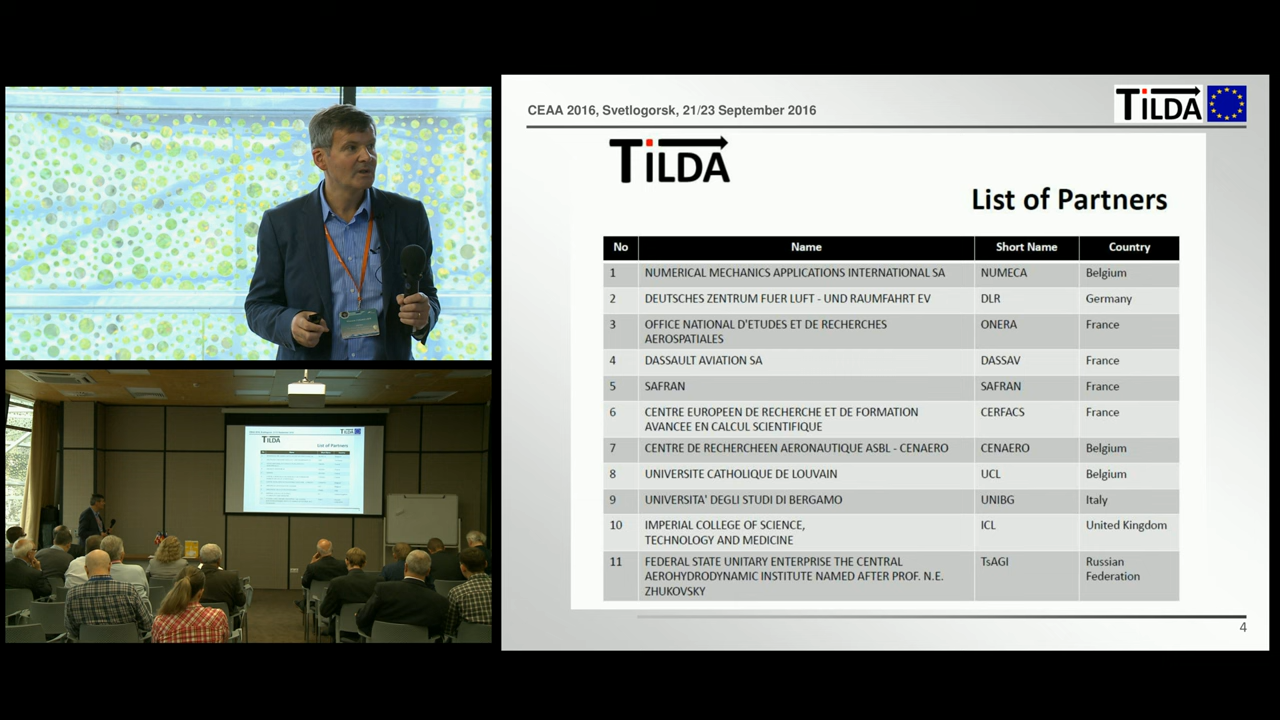 CEAA 2016, Svetlogorsk, 21/23 September 2016
TILDA
TILDA
List of Partners
No Name Short Name Country
1 NUMERICAL MECHANICS APPLICATIONS INTERNATIONAL SA NUMECA Belgium
2 DEUTSCHES ZENTRUM FUER LUFT - UND RAUMFAHRT EV DLR Germany
3 OFFICE NATIONAL D'ETUDES ET DE RECHERCHES ONERA France
AEROSPATIALES
4 DASSAULT AVIATION SA DASSAV France
5 SAFRAN SAFRAN France
6 CENTRE EUROPEEN DE RECHERCHE ET DE FORMATION CERFACS France
AVANCEE EN CALCUL SCIENTIFIQUE
7 CENTRE DE RECHERCHEEN AERONAUTIQUE ASBL - CENAERO CENAERO Belgium
8 UNIVERSITE CATHOLIQUE DE LOUVAIN UCL Belgium
9 UNIVERSITA' DEGLI STUDI DI BERGAMO UNIBG Italy
10 IMPERIAL COLLEGE OF SCIENCE, ICL United Kingdom
TECHNOLOGY AND MEDICINE
11 FEDERAL STATE UNITARY ENTERPRISE THE CENTRAL TsAGI Russian
AEROHYDRODYNAMIC INSTITUTE NAMED AFTER PROF. N.E. Federation
ZHUKOVSKY
4
TILDA
List of Partners